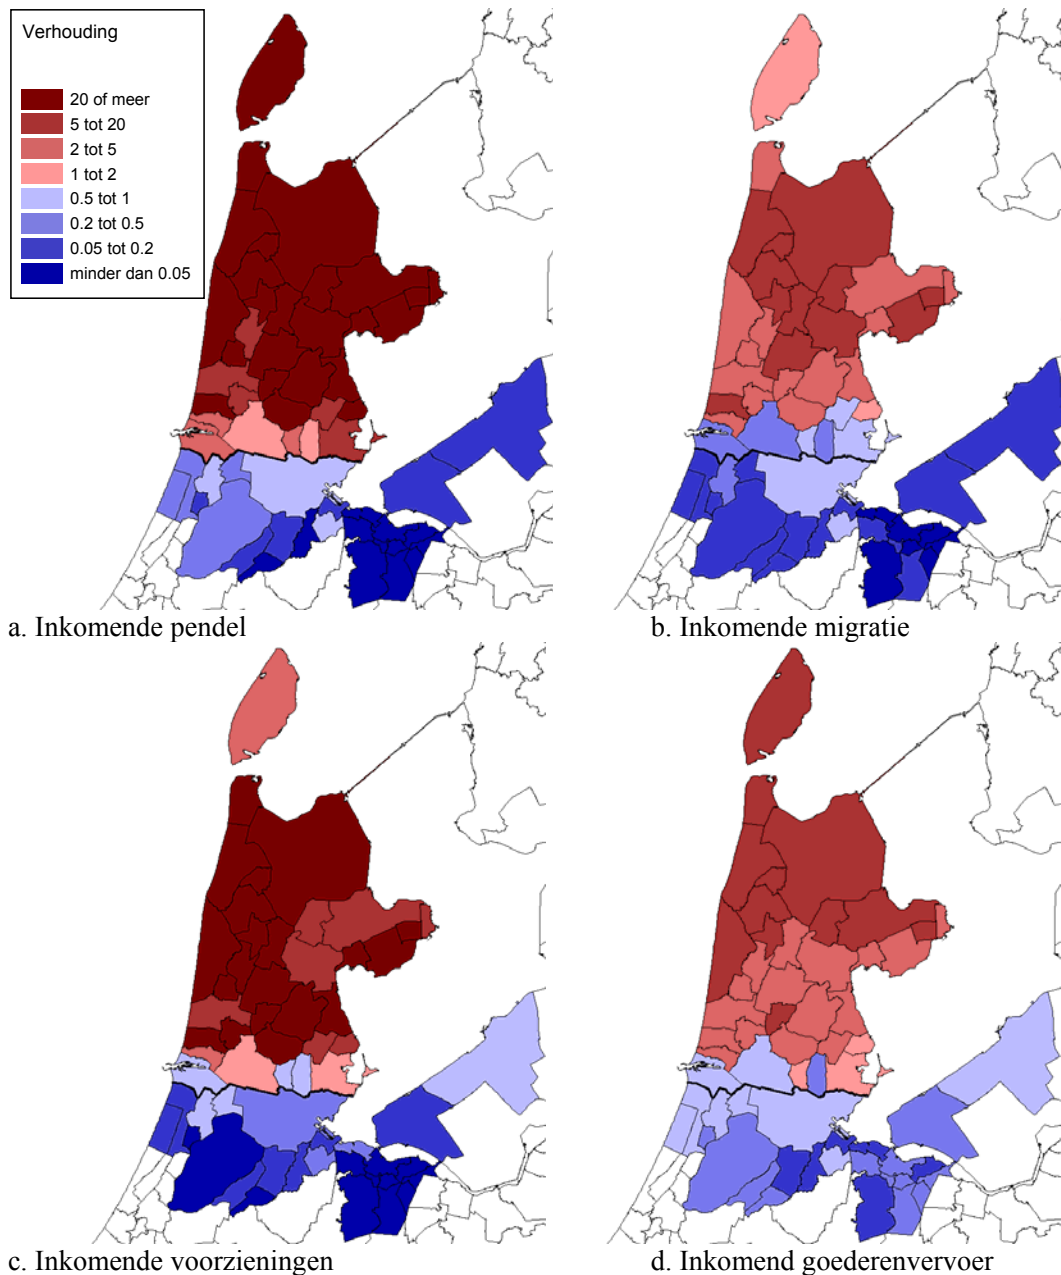 Verhouding
20 of meer
5 tot 20
2 tot 5
1 tot 2
0.5 tot 1
0.2 tot 0.5
0.05 tot 0.2
minder dan 0.05
a. Inkomende pendel
b. Inkomende migratie
c. Inkomende voorzieningen
d. Inkomend goederenvervoer